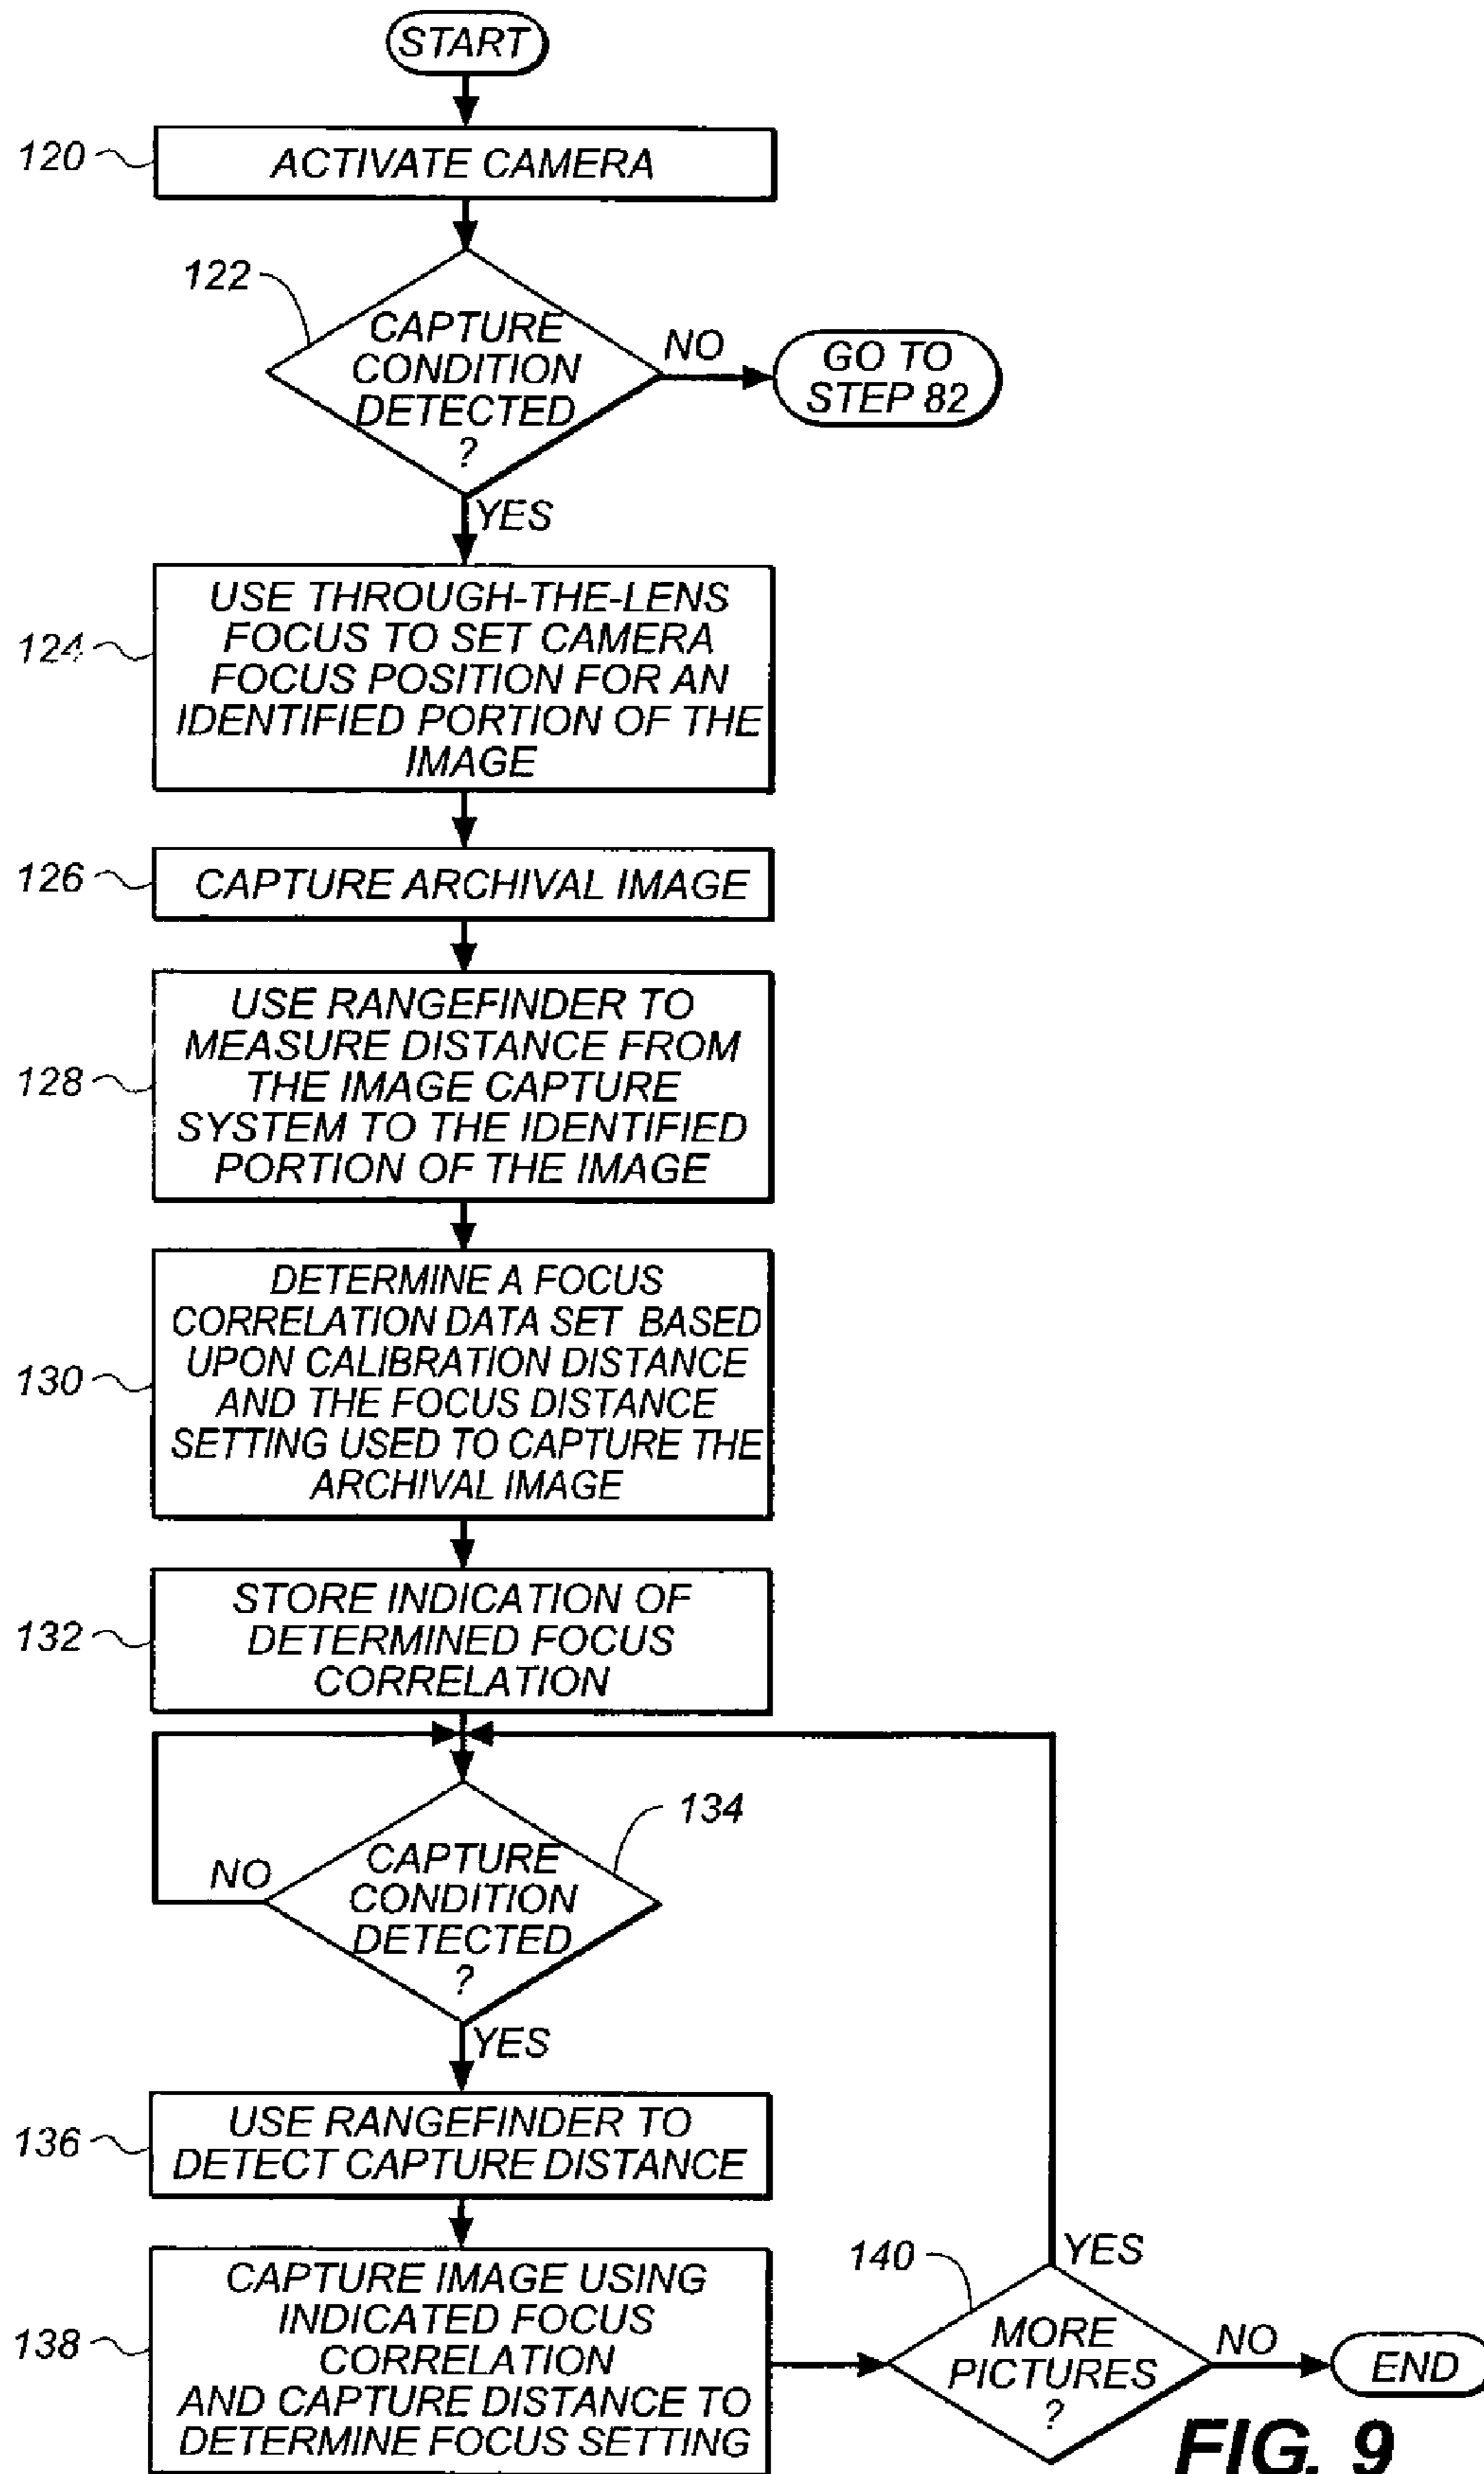 START
120
ACTIVATE CAMERA
122
CAPTURE
CONDITION
DETECTED
?
NO
GO TO
STEP 82
YES
124
USE THROUGH-THE-LENS
FOCUS TO SET CAMERA
FOCUS POSITION FOR AN
IDENTIFIED PORTION OF THE
IMAGE
126
CAPTURE ARCHIVAL IMAGE
128
USE RANGEFINDER TO
MEASURE DISTANCE FROM
THE IMAGE CAPTURE
SYSTEM TO THE IDENTIFIED
PORTION OF THE IMAGE
130
DETERMINE A FOCUS
CORRELATION DATA SET BASED
UPON CALIBRATION DISTANCE
AND THE FOCUS DISTANCE
SETTING USED TO CAPTURE THE
ARCHIVAL IMAGE
132
STORE INDICATION OF
DETERMINED FOCUS
CORRELATION
134
NO
CAPTURE
CONDITION
DETECTED
?
YES
136
USE RANGEFINDER TO
DETECT CAPTURE DISTANCE
138
CAPTURE IMAGE USING
INDICATED FOCUS
CORRELATION
AND CAPTURE DISTANCE TO
DETERMINE FOCUS SETTING
140
YES
MORE
PICTURES
?
NO
END
FIG. 9